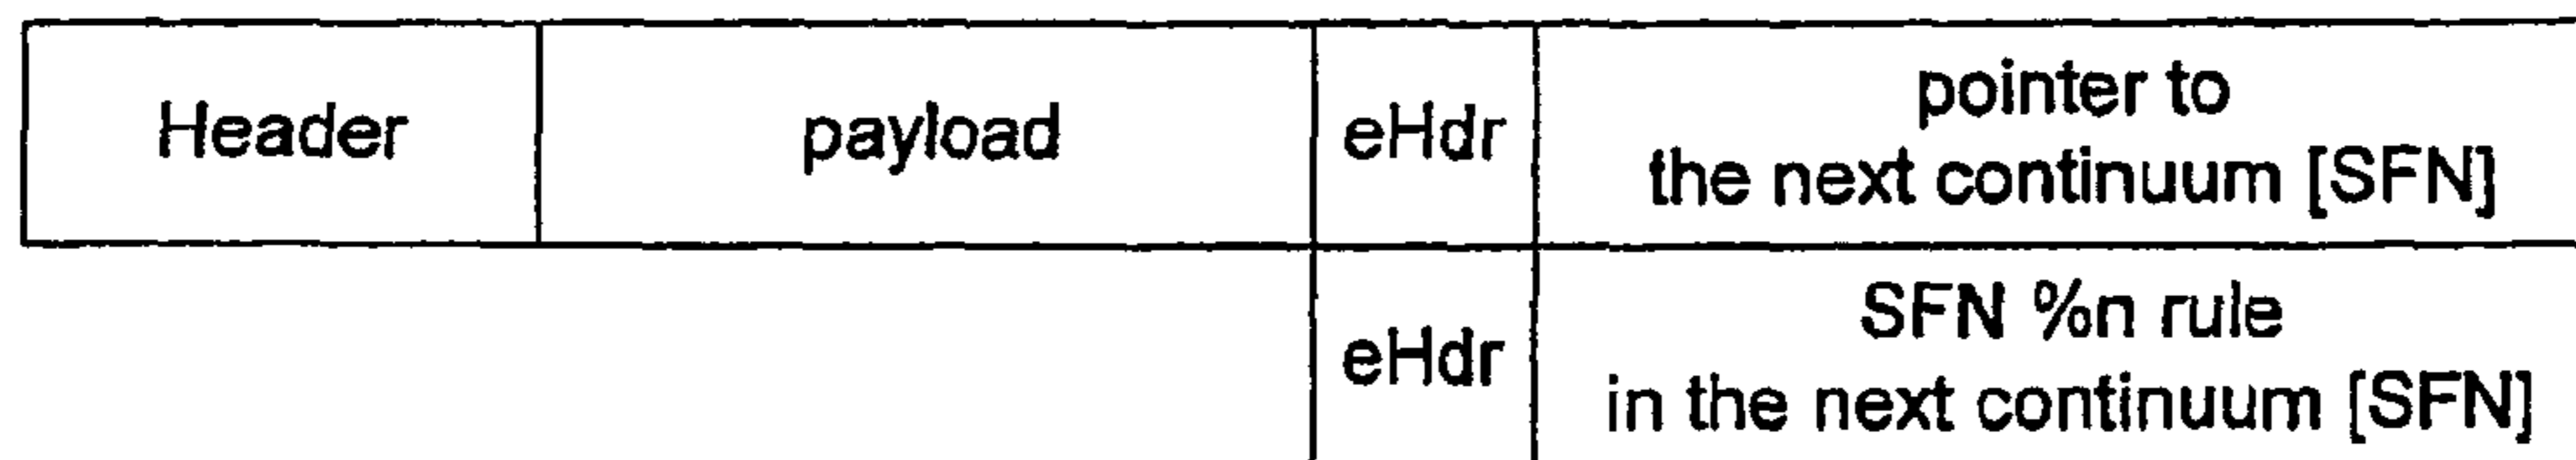 Header
payload
eHdr
pointer to
the next continuum [SFN]
eHdr
SFN %n rule
in the next continuum [SFN]